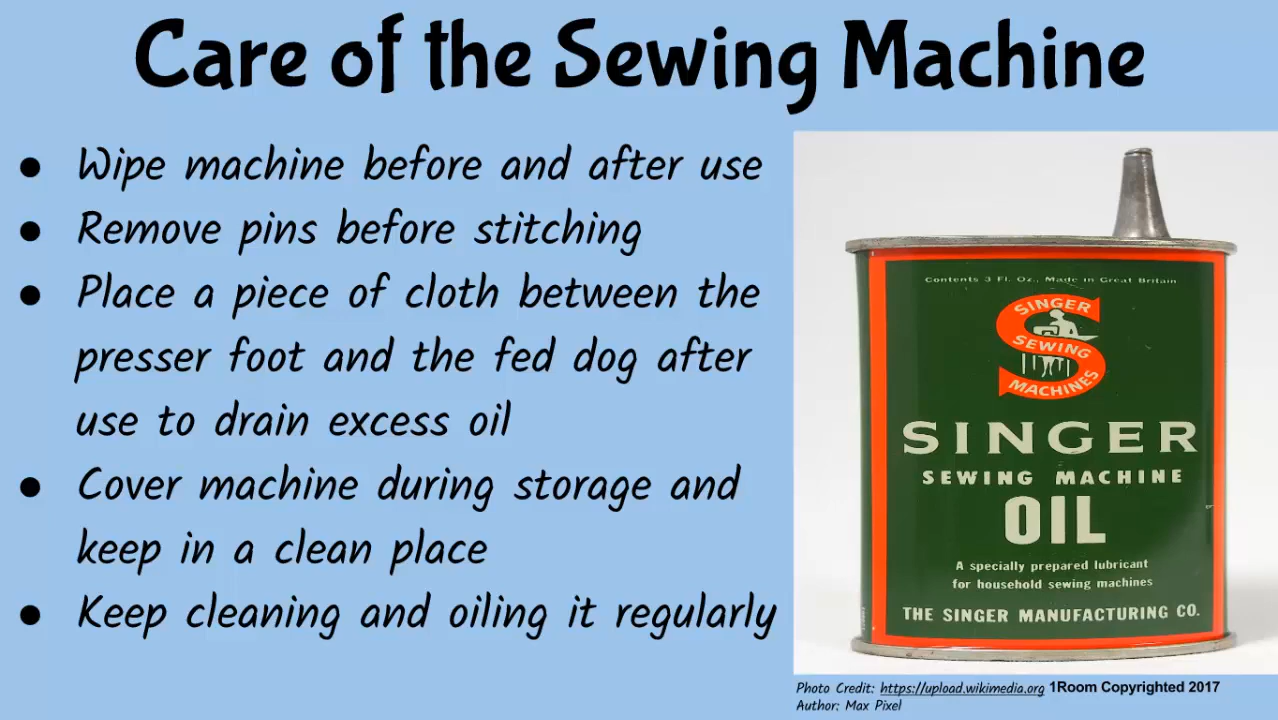 Care of the Sewing Machine
● Wipe machine before and after use
● Remove pins before stitching
● Place a piece of cloth between the
presser foot and the fed dog after
use to drain excess oil
● Cover machine during storage and
keep in a clean place
● Keep cleaning and oiling it regularly
Contents 3 Fl. Oz., Made in Great Britain
SINGER
SEWING
MACHINES
SINGER
SEWING MACHINE
OIL
A specially prepared lubricant
for household sewing machines
THE SINGER MANUFACTURING CO.
Photo Credit: https://upload.wikimedia.org 1Room Copyrighted 2017
Author: Max Pixel